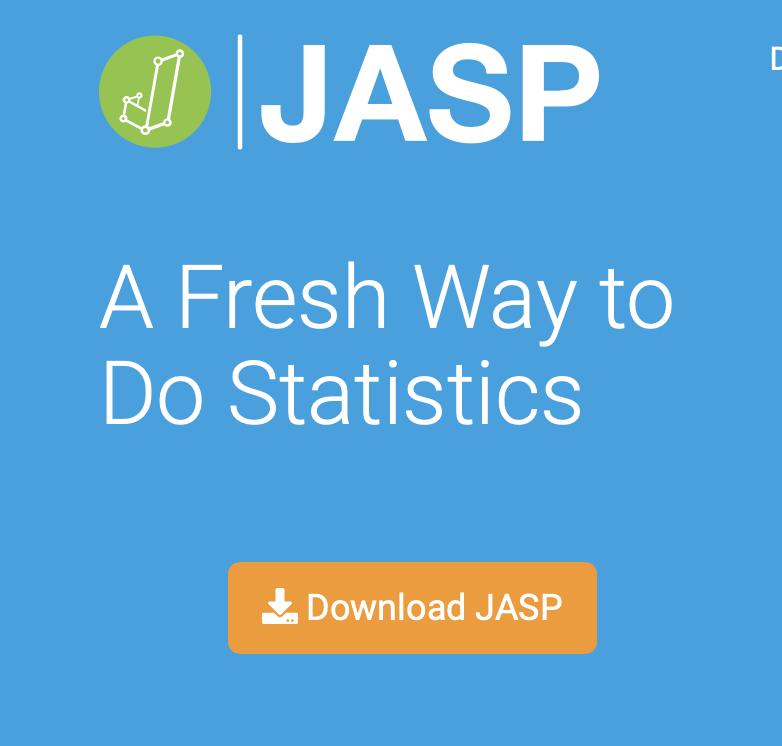 JASP
A Fresh Way to
Do Statistics
Download JASP